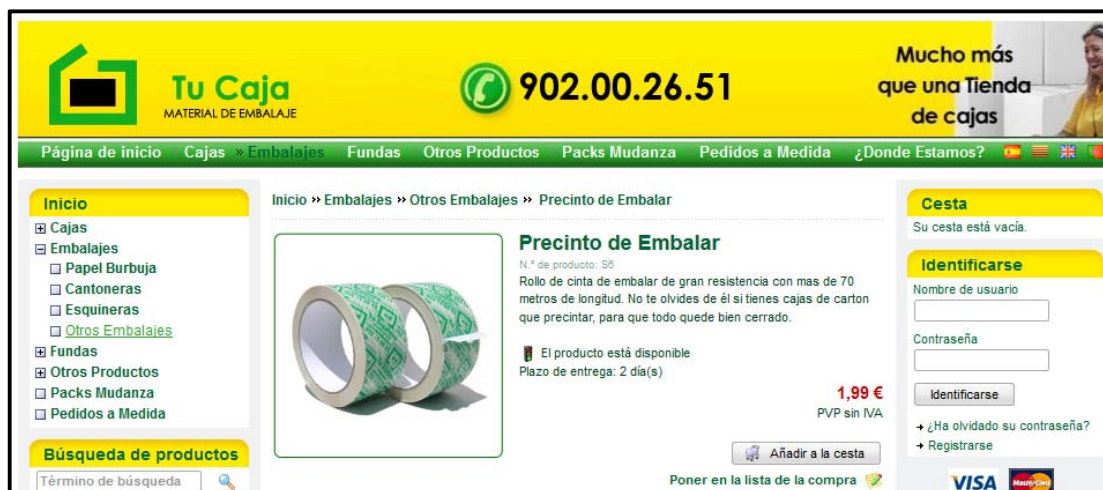 Tu Caja
MATERIAL DE EMBALAJE
902.00.26.51
Mucho más
que una Tienda
de cajas
Página de inicio Cajas » Embalajes Fundas Otros Productos Packs Mudanza Pedidos a Medida ¿Donde Estamos?
Inicio
Cajas
Embalajes
Papel Burbuja
Cantoneras
Esquineras
Otros Embalajes
Fundas
Otros Productos
Packs Mudanza
Pedidos a Medida
Búsqueda de productos
Término de búsqueda
Inicio » Embalajes » Otros Embalajes » Precinto de Embalar
Precinto de Embalar
N.º de producto: S6
Rollo de cinta de embalar de gran resistencia con mas de 70
metros de longitud. No te olvides de él si tienes cajas de carton
que precintar, para que todo quede bien cerrado.
El producto está disponible
Plazo de entrega: 2 día(s)
1,99 €
PVP sin IVA
Añadir a la cesta
Poner en la lista de la compra
Cesta
Su cesta está vacía.
Identificarse
Nombre de usuario
Contraseña
Identificarse
¿Ha olvidado su contraseña?
Registrarse
VISA MasterCard